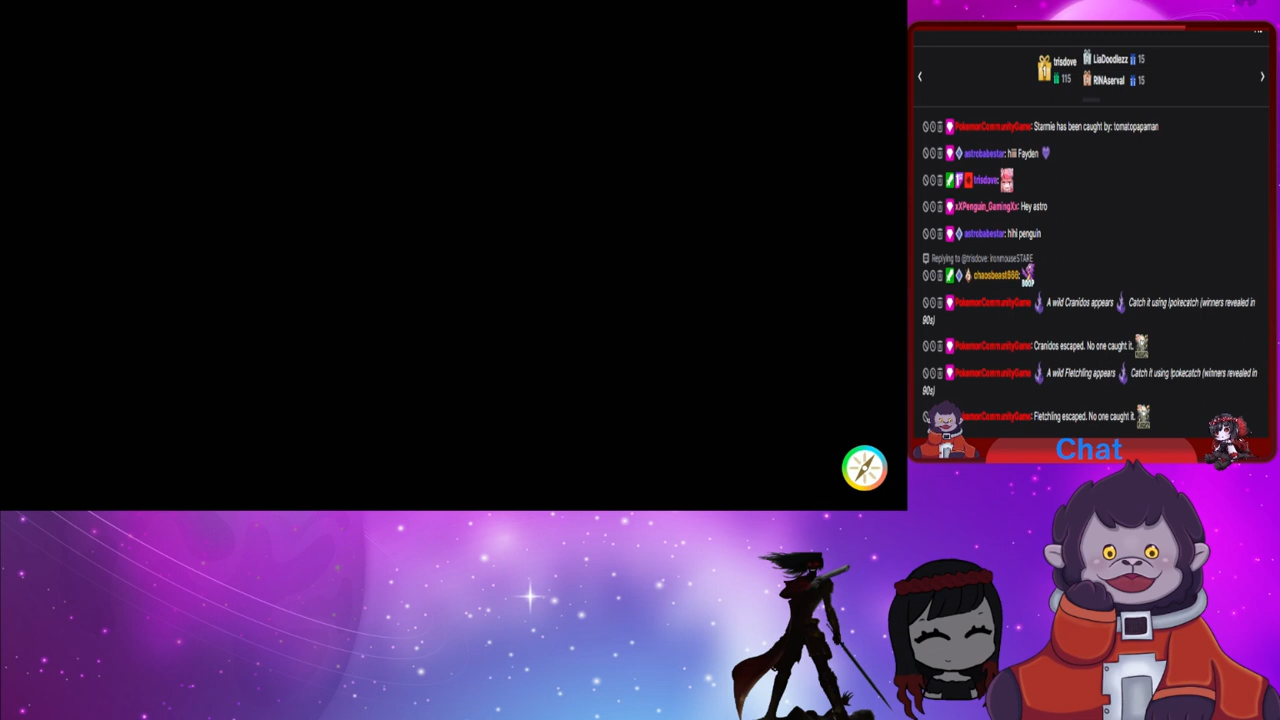 trisdove
115
LiaDoodlezz 15
RINAserval 15
PokemonCommunityGame: Starmie has been caught by: tomatopapaman
astrobabestar: hiiii Fayden
trisdove:
xXPenguin_GamingXx: Hey astro
astrobabestar: hihi penguin
Replying to @trisdove: ironmouseSTARE
chaosbeast666:
BOOP
PokemonCommunityGame A wild Cranidos appears Catch it using !pokecatch (winners revealed in
90s)
PokemonCommunityGame: Cranidos escaped. No one caught it.
PokemonCommunityGame A wild Fletchling appears Catch it using !pokecatch (winners revealed in
90s)
monCommunityGame: Fletchling escaped. No one caught it.
Chat